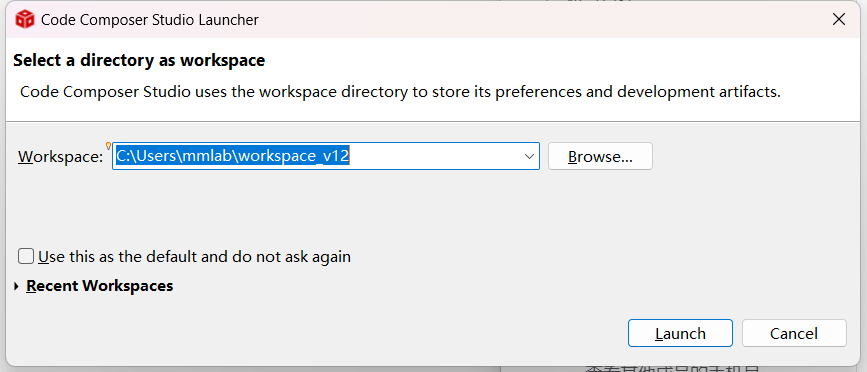 Code Composer Studio Launcher
Select a directory as workspace
Code Composer Studio uses the workspace directory to store its preferences and development artifacts.
Workspace: C:\Users\mmlab\workspace_v12 Browse...
Use this as the default and do not ask again
Recent Workspaces
Launch Cancel